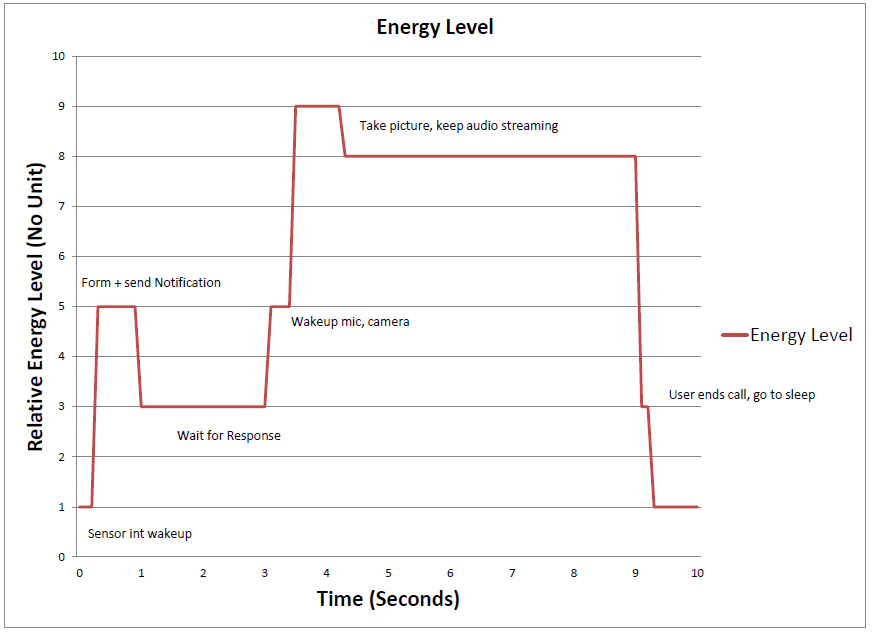 Energy Level
10
9
Take picture, keep audio streaming
8
7
6
Form + send Notification
5
Wakeup mic, camera
Energy Level
4
User ends call, go to sleep
3
Wait for Response
2
1
Sensor int wakeup
0
0 1 2 3 4 5 6 7 8 9 10
Time (Seconds)
Relative Energy Level (No Unit)